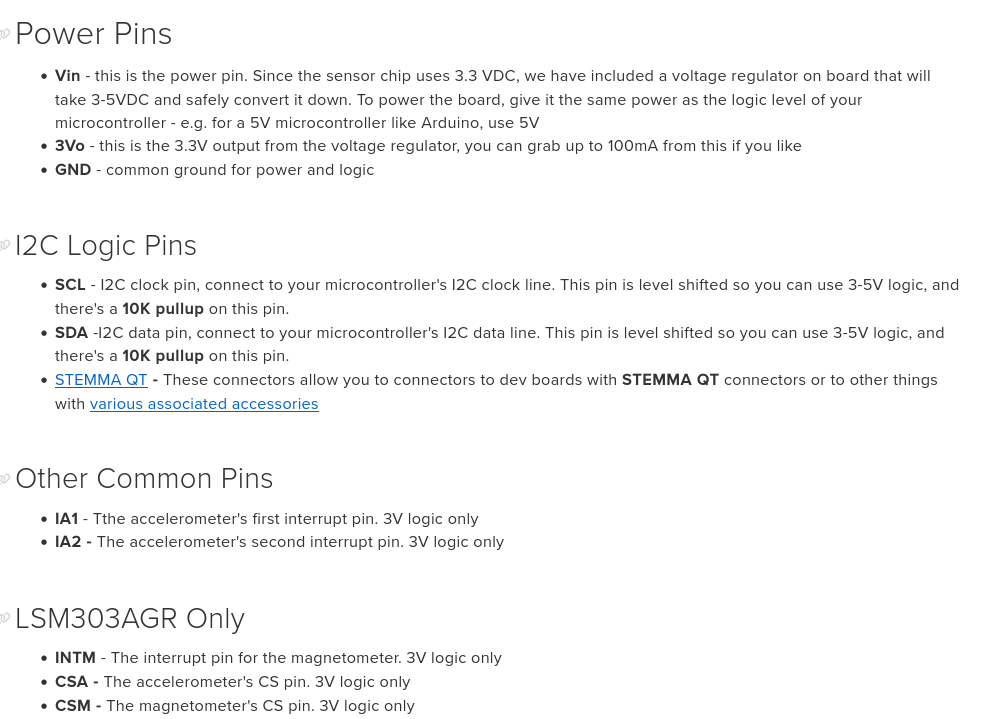 Power Pins
• Vin - this is the power pin. Since the sensor chip uses 3.3 VDC, we have included a voltage regulator on board that will
take 3-5VDC and safely convert it down. To power the board, give it the same power as the logic level of your
microcontroller - e.g. for a 5V microcontroller like Arduino, use 5V
• 3Vo - this is the 3.3V output from the voltage regulator, you can grab up to 100mA from this if you like
• GND - common ground for power and logic
I2C Logic Pins
• SCL - I2C clock pin, connect to your microcontroller's I2C clock line. This pin is level shifted so you can use 3-5V logic, and
there's a 10K pullup on this pin.
• SDA -I2C data pin, connect to your microcontroller's I2C data line. This pin is level shifted so you can use 3-5V logic, and
there's a 10K pullup on this pin.
• STEMMA QT - These connectors allow you to connectors to dev boards with STEMMA QT connectors or to other things
with various associated accessories
Other Common Pins
• IA1 - Tthe accelerometer's first interrupt pin. 3V logic only
• IA2 - The accelerometer's second interrupt pin. 3V logic only
LSM303AGR Only
• INTM - The interrupt pin for the magnetometer. 3V logic only
• CSA - The accelerometer's CS pin. 3V logic only
• CSM - The magnetometer's CS pin. 3V logic only